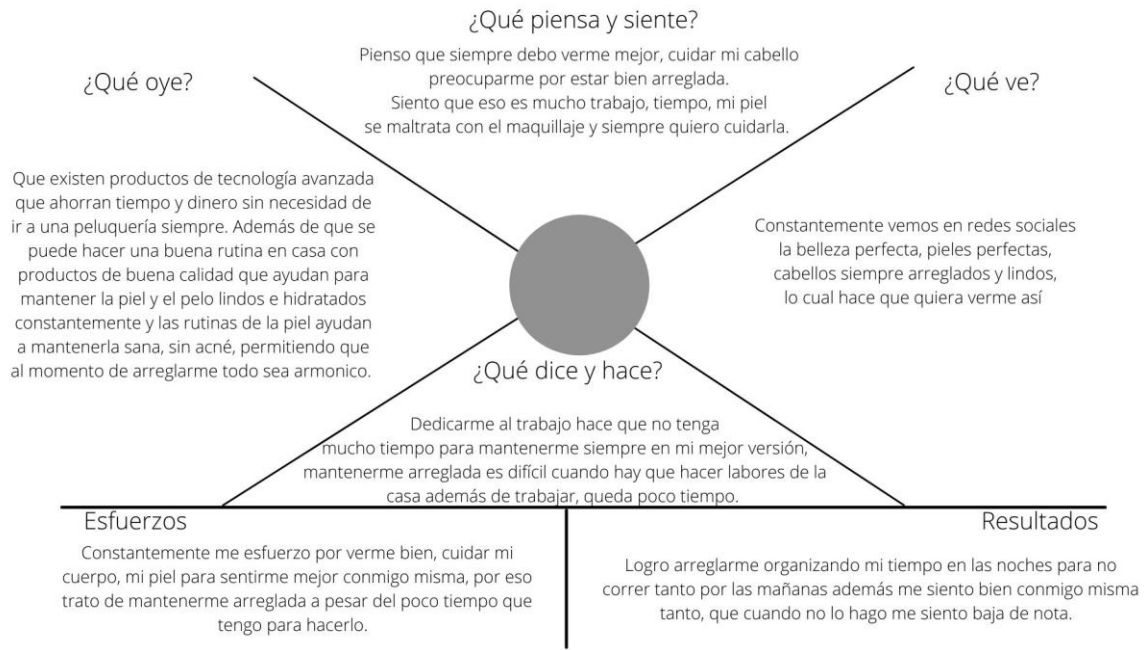 ¿Qué piensa y siente?
Pienso que siempre debo verme mejor, cuidar mi cabello
preocuparme por estar bien arreglada.
Siento que eso es mucho trabajo, tiempo, mi piel
se maltrata con el maquillaje y siempre quiero cuidarla.
¿Qué oye?
Que existen productos de tecnología avanzada
que ahorran tiempo y dinero sin necesidad de
ir a una peluquería siempre. Además de que se
puede hacer una buena rutina en casa con
productos de buena calidad que ayudan para
mantener la piel y el pelo lindos e hidratados
constantemente y las rutinas de la piel ayudan
a mantenerla sana, sin acné, permitiendo que
al momento de arreglarme todo sea armonico.
¿Qué ve?
Constantemente vemos en redes sociales
la belleza perfecta, pieles perfectas,
cabellos siempre arreglados y lindos,
lo cual hace que quiera verme así
¿Qué dice y hace?
Dedicarme al trabajo hace que no tenga
mucho tiempo para mantenerme siempre en mi mejor versión,
mantenerme arreglada es difícil cuando hay que hacer labores de la
casa además de trabajar, queda poco tiempo.
Esfuerzos
Constantemente me esfuerzo por verme bien, cuidar mi
cuerpo, mi piel para sentirme mejor conmigo misma, por eso
trato de mantenerme arreglada a pesar del poco tiempo que
tengo para hacerlo.
Resultados
Logro arreglarme organizando mi tiempo en las noches para no
correr tanto por las mañanas además me siento bien conmigo misma
tanto, que cuando no lo hago me siento baja de nota.